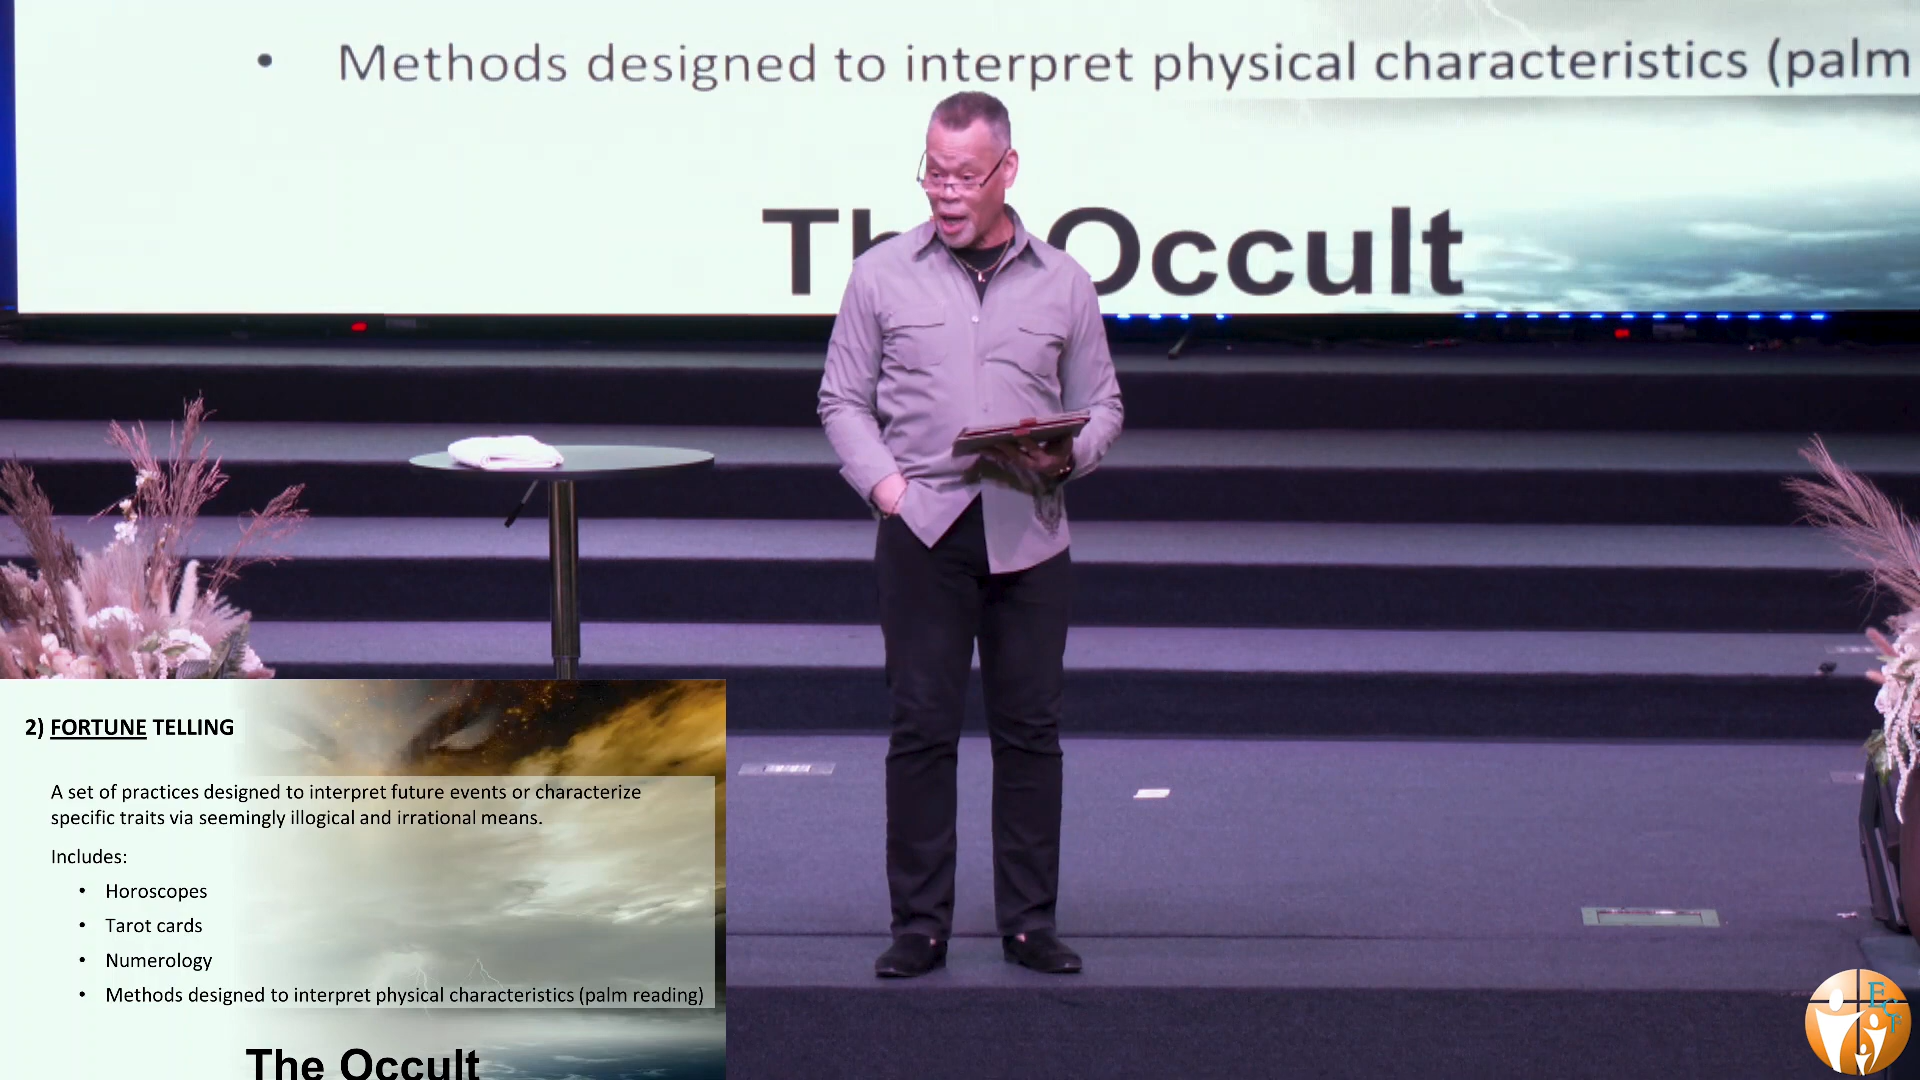 • Methods designed to interpret physical characteristics (palm
The Occult
2) FORTUNE TELLING
A set of practices designed to interpret future events or characterize
specific traits via seemingly illogical and irrational means.
Includes:
• Horoscopes
• Tarot cards
• Numerology
• Methods designed to interpret physical characteristics (palm reading)
The Occult
E
C
F